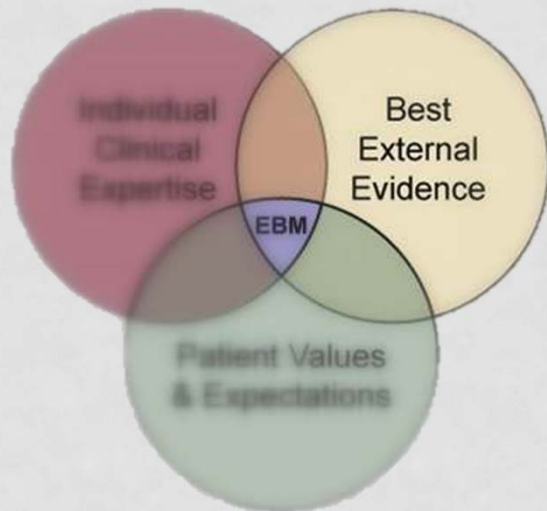 Individual
Clinical
Expertise
Best
External
Evidence
EBM
Patient Values
& Expectations